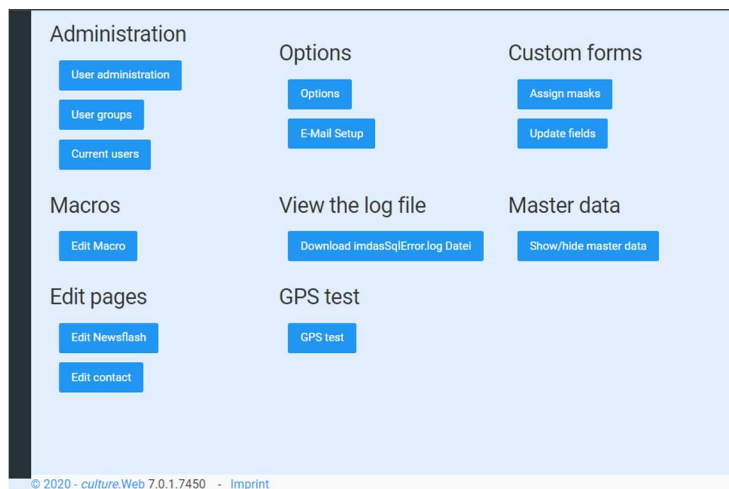 Administration
User administration
User groups
Current users
Options
Options
E-Mail Setup
Custom forms
Assign masks
Update fields
Macros
Edit Macro
View the log file
Download imdasSqlError.log Datei
Master data
Show/hide master data
Edit pages
Edit Newsflash
Edit contact
GPS test
GPS test
© 2020 - culture.Web 7.0.1.7450 - Imprint